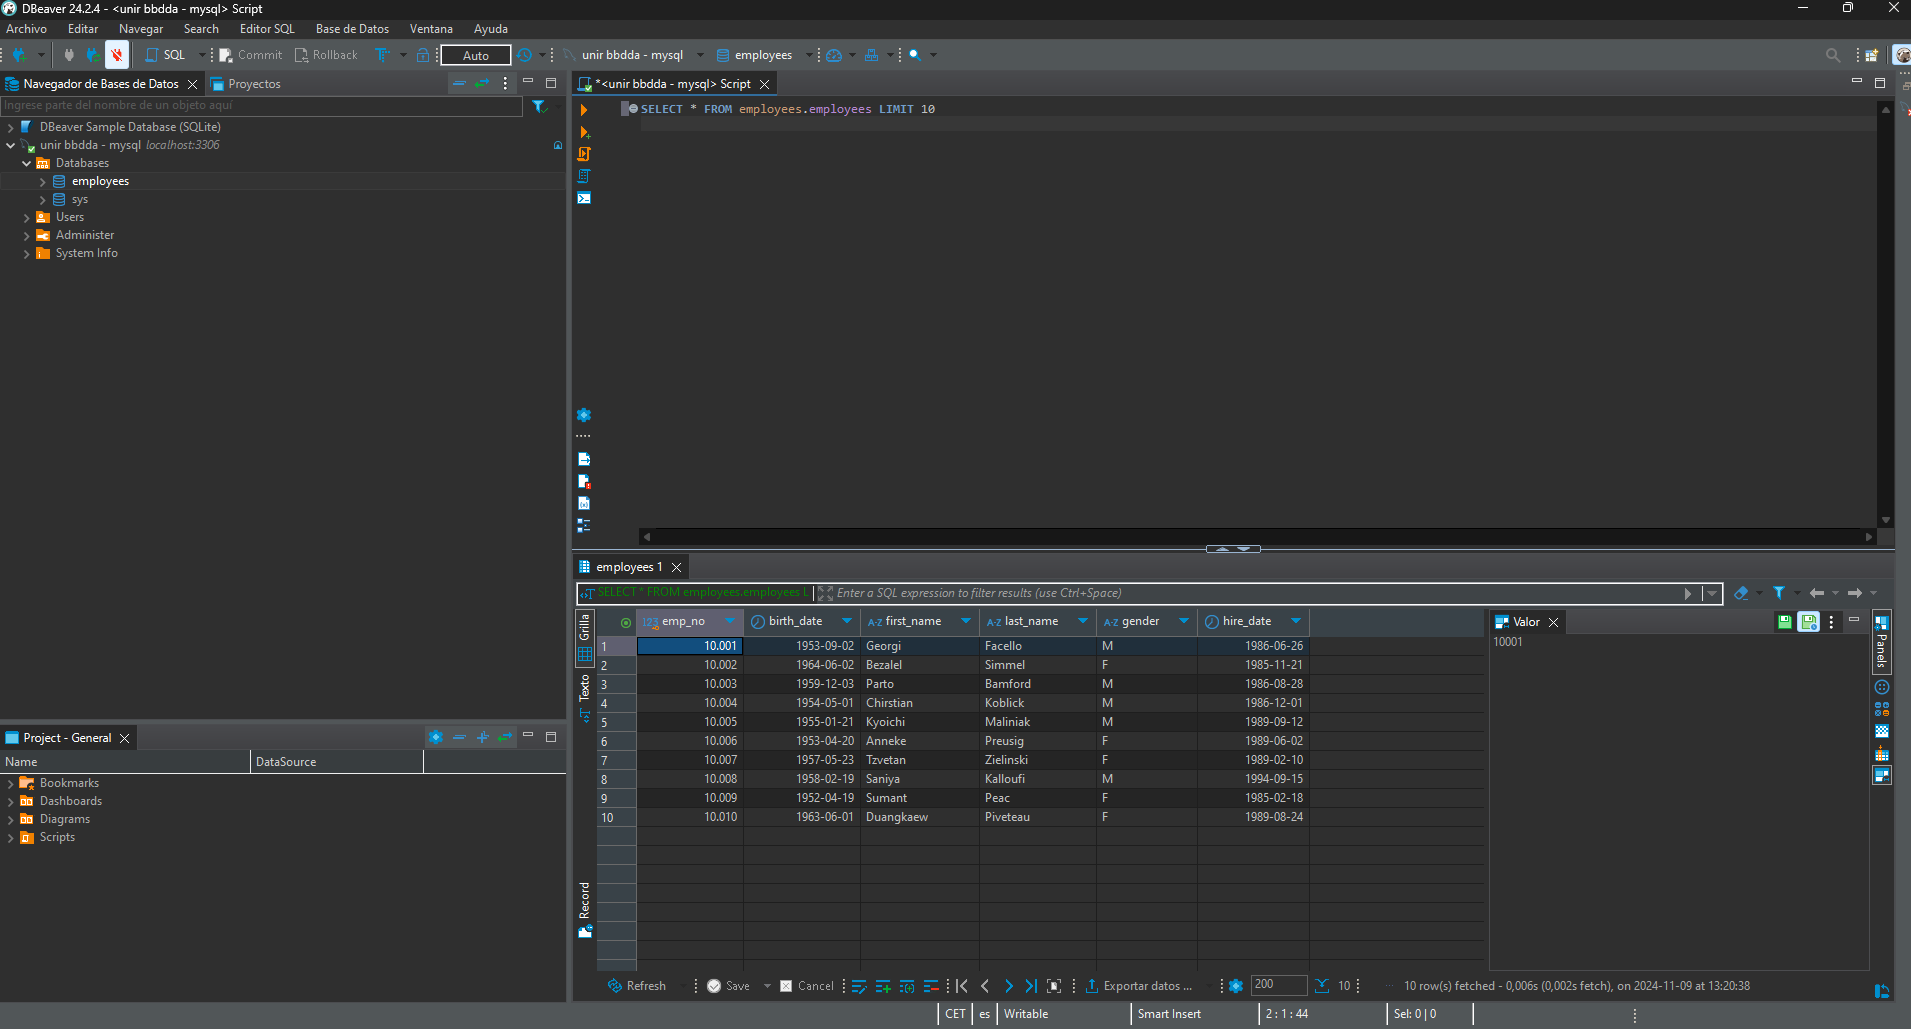 DBeaver 24.2.4 - <unir bbdda - mysql> Script
Archivo Editar Navegar Search Editor SQL Base de Datos Ventana Ayuda
SQL Commit Rollback Auto unir bbdda - mysql employees
Navegador de Bases de Datos Proyectos
Ingrese parte del nombre de un objeto aquí
DBeaver Sample Database (SQLite)
unir bbdda - mysql localhost:3306
Databases
employees
sys
Users
Administer
System Info
Project - General
Name DataSource
Bookmarks
Dashboards
Diagrams
Scripts
*<unir bbdda - mysql> Script
SELECT * FROM employees.employees LIMIT 10
employees 1
SELECT * FROM employees.employees L Enter a SQL expression to filter results (use Ctrl+Space)
Grilla
Texto
Record
123 emp_no birth_date A-Z first_name A-Z last_name A-Z gender hire_date
1 10.001 1953-09-02 Georgi Facello M 1986-06-26
2 10.002 1964-06-02 Bezalel Simmel F 1985-11-21
3 10.003 1959-12-03 Parto Bamford M 1986-08-28
4 10.004 1954-05-01 Chirstian Koblick M 1986-12-01
5 10.005 1955-01-21 Kyoichi Maliniak M 1989-09-12
6 10.006 1953-04-20 Anneke Preusig F 1989-06-02
7 10.007 1957-05-23 Tzvetan Zielinski F 1989-02-10
8 10.008 1958-02-19 Saniya Kalloufi M 1994-09-15
9 10.009 1952-04-19 Sumant Peac F 1985-02-18
10 10.010 1963-06-01 Duangkaew Piveteau F 1989-08-24
Valor
10001
Panels
Refresh Save Cancel Exportar datos ... 200 10 10 row(s) fetched - 0,006s (0,002s fetch), on 2024-11-09 at 13:20:38
CET es Writable Smart Insert 2 : 1 : 44 Sel: 0 | 0